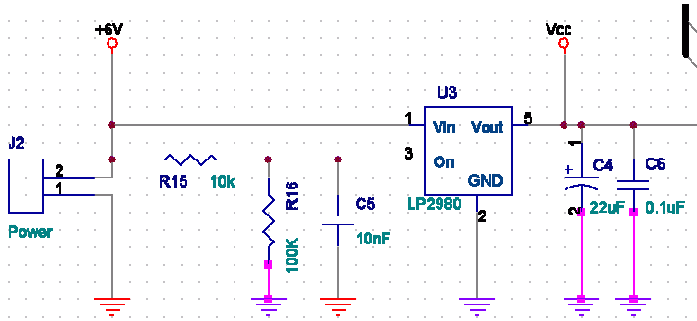 +6V
Vcc
U3
1
Vin
Vout
5
J2
3
On
2
1
R15
10k
R16
GND
1
+
C4
C6
C5
LP2980
2
2
22uF
0.1uF
Power
100K
10nF